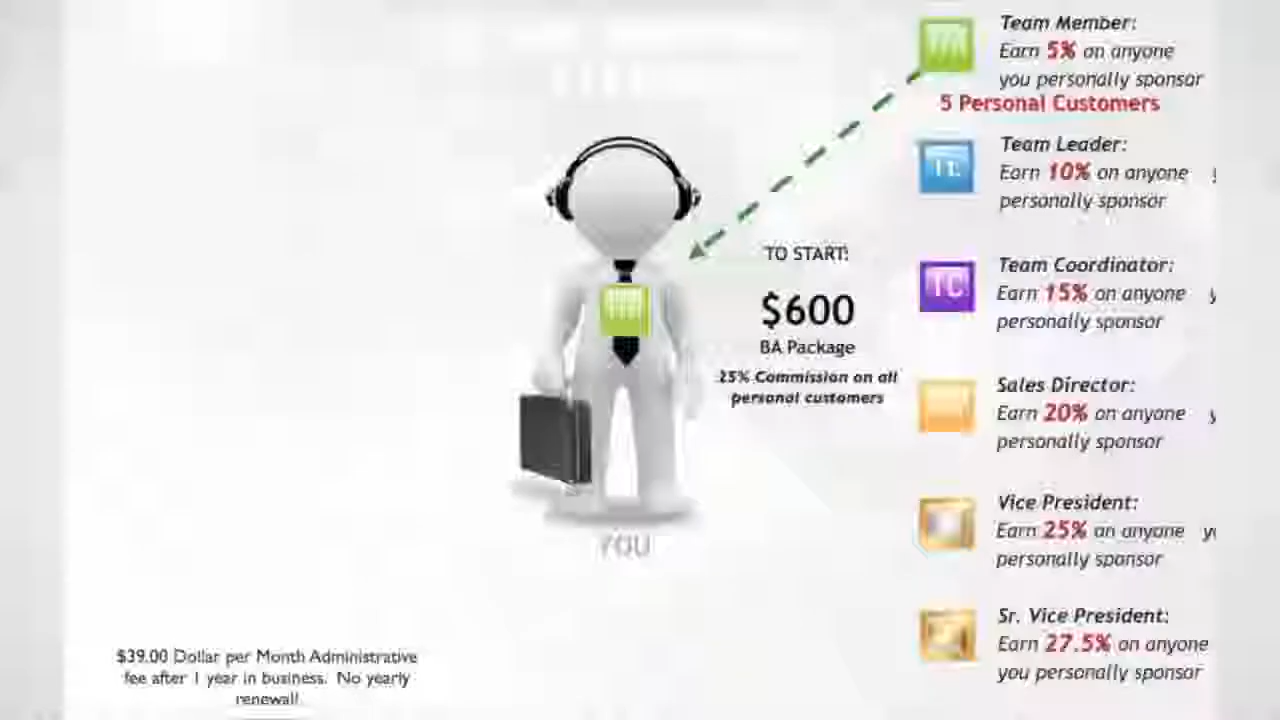 Team Member:
Earn 5% on anyone
you personally sponsor
5 Personal Customers
Team Leader:
Earn 10% on anyone
personally sponsor
TO START:
$600
BA Package
25% Commission on all
personal customers
YOU
TC
Team Coordinator:
Earn 15% on anyone
personally sponsor
Sales Director:
Earn 20% on anyone
personally sponsor
Vice President:
Earn 25% on anyone
personally sponsor
Sr. Vice President:
Earn 27.5% on anyone
you personally sponsor
$39.00 Dollar per Month Administrative
fee after 1 year in business. No yearly
renewal!